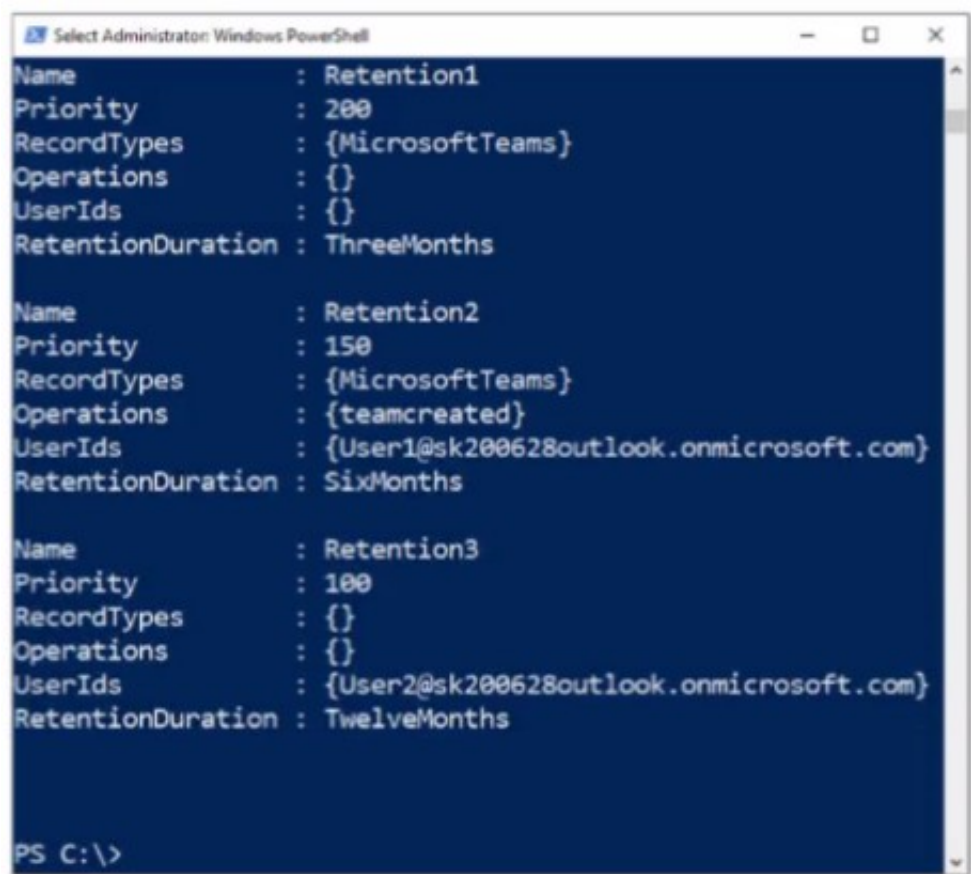 Select Administrator: Windows PowerShell
Name : Retention1
Priority : 200
RecordTypes : {MicrosoftTeams}
Operations : {}
UserIds : {}
RetentionDuration : ThreeMonths
Name : Retention2
Priority : 150
RecordTypes : {MicrosoftTeams}
Operations : {teamcreated}
UserIds : {User1@sk200628outlook.onmicrosoft.com}
RetentionDuration : SixMonths
Name : Retention3
Priority : 100
RecordTypes : {}
Operations : {}
UserIds : {User2@sk200628outlook.onmicrosoft.com}
RetentionDuration : TwelveMonths
PS C:\>